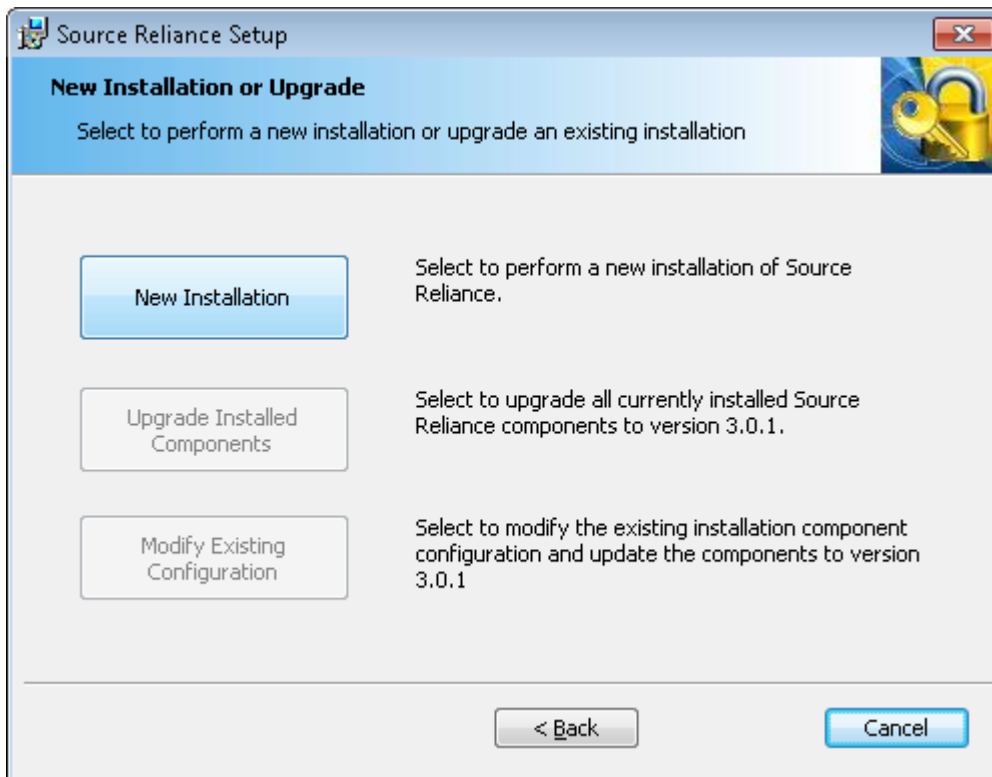 Source Reliance Setup
New Installation or Upgrade
Select to perform a new installation or upgrade an existing installation
New Installation
Select to perform a new installation of Source
Reliance.
Upgrade Installed
Components
Select to upgrade all currently installed Source
Reliance components to version 3.0.1.
Modify Existing
Configuration
Select to modify the existing installation component
configuration and update the components to version
3.0.1
< Back
Cancel